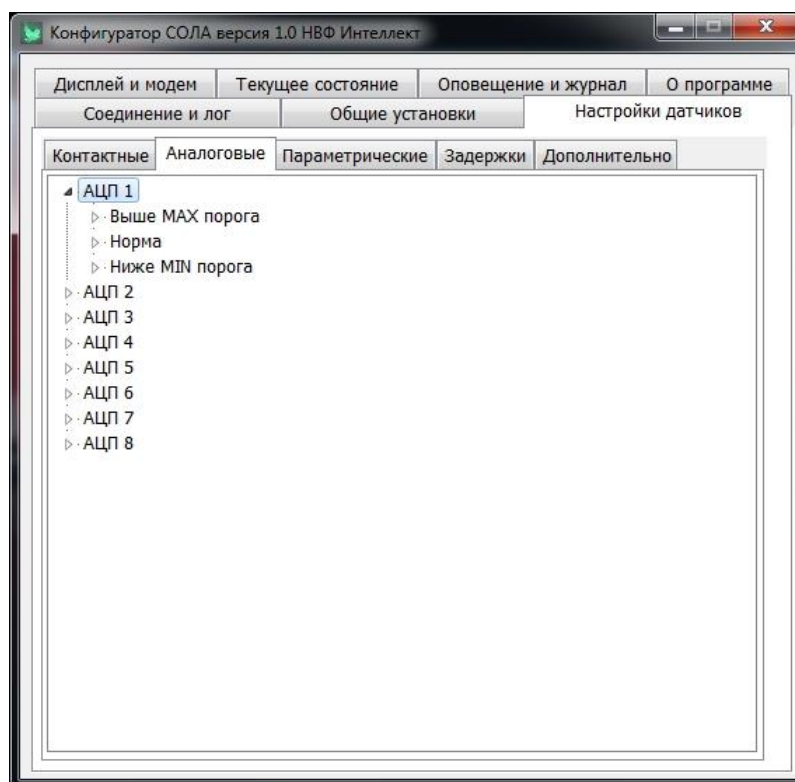 Конфигуратор СОЛА версия 1.0 НВФ Интеллект
Дисплей и модем Текущее состояние Оповещение и журнал О программе
Соединение и лог Общие установки Настройки датчиков
Контактные Аналоговые Параметрические Задержки Дополнительно
АЦП 1
Выше MAX порога
Норма
Ниже MIN порога
АЦП 2
АЦП 3
АЦП 4
АЦП 5
АЦП 6
АЦП 7
АЦП 8